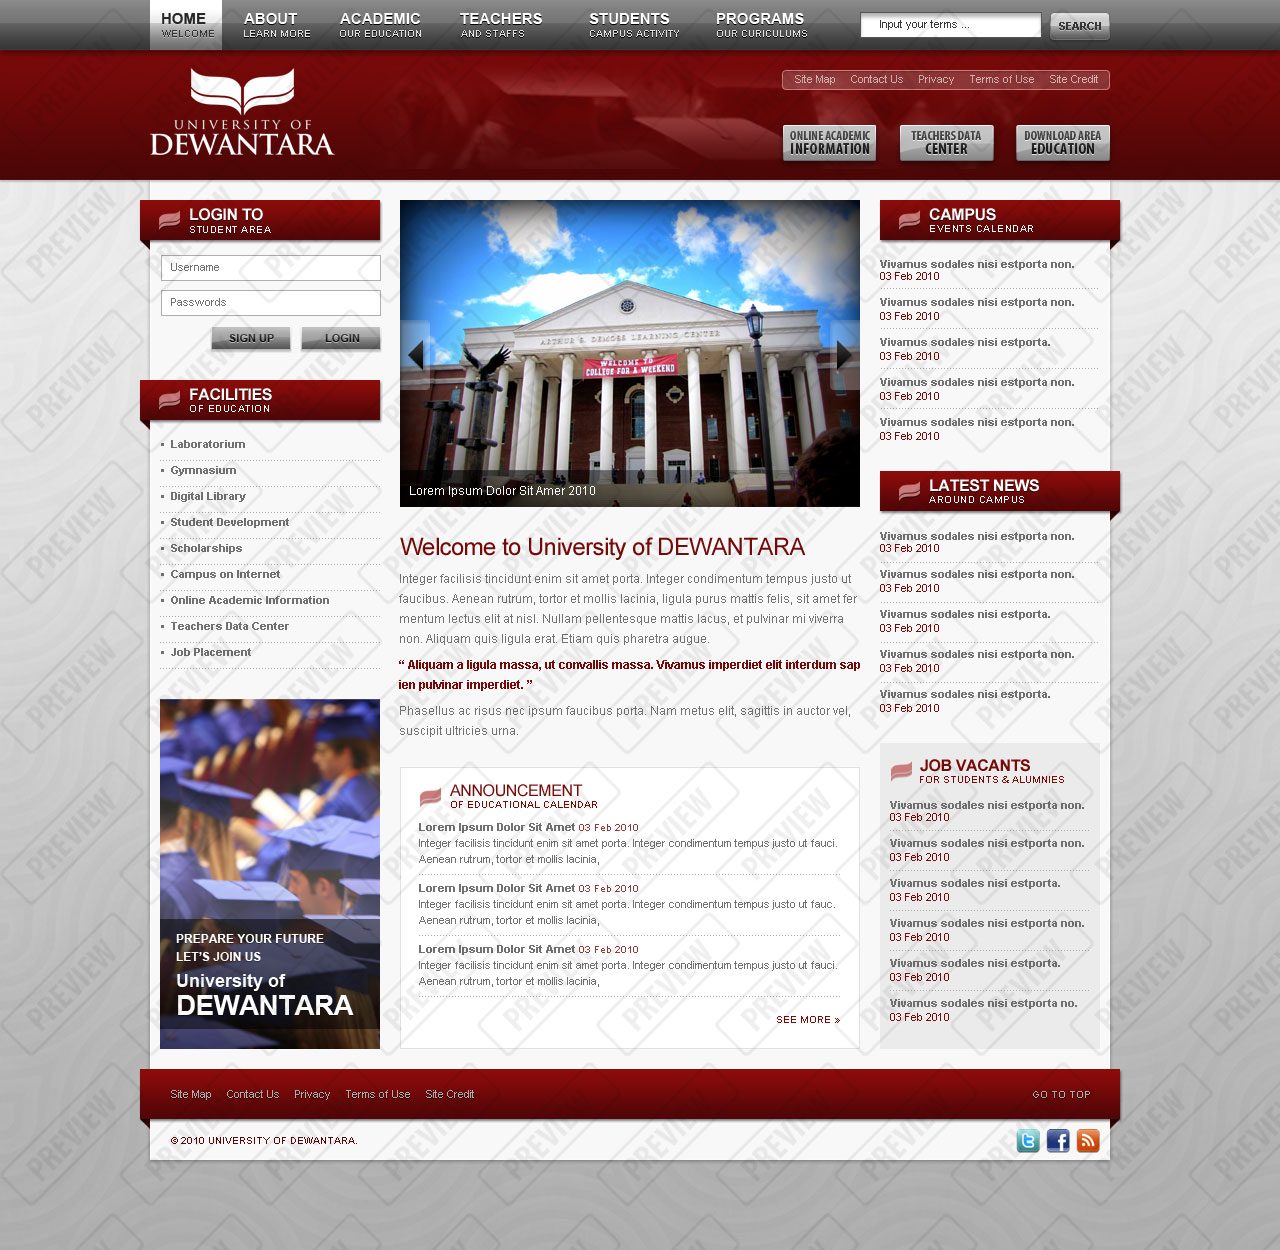 HOME
WELCOME
ABOUT
LEARN MORE
ACADEMIC
OUR EDUCATION
TEACHERS
AND STAFFS
STUDENTS
CAMPUS ACTIVITY
PROGRAMS
OUR CURICULUMS
Input your terms ...
SEARCH
UNIVERSITY OF
DEWANTARA
Site Map Contact Us Privacy Terms of Use Site Credit
ONLINE ACADEMIC
INFORMATION
TEACHERS DATA
CENTER
DOWNLOAD AREA
EDUCATION
LOGIN TO
STUDENT AREA
Username
Passwords
SIGN UP LOGIN
FACILITIES
OF EDUCATION
▪ Laboratorium
▪ Gymnasium
▪ Digital Library
▪ Student Development
▪ Scholarships
▪ Campus on Internet
▪ Online Academic Information
▪ Teachers Data Center
▪ Job Placement
PREPARE YOUR FUTURE
LET'S JOIN US
University of
DEWANTARA
ARTHUR S. DEMOSS LEARNING CENTER
WELCOME TO
COLLEGE FOR A WEEKEND
Lorem Ipsum Dolor Sit Amer 2010
Welcome to University of DEWANTARA
Integer facilisis tincidunt enim sit amet porta. Integer condimentum tempus justo ut
faucibus. Aenean rutrum, tortor et mollis lacinia, ligula purus mattis felis, sit amet fer
mentum lectus elit at nisl. Nullam pellentesque mattis lacus, et pulvinar mi viverra
non. Aliquam quis ligula erat. Etiam quis pharetra augue.
“ Aliquam a ligula massa, ut convallis massa. Vivamus imperdiet elit interdum sap
ien pulvinar imperdiet. ”
Phasellus ac risus nec ipsum faucibus porta. Nam metus elit, sagittis in auctor vel,
suscipit ultricies urna.
ANNOUNCEMENT
OF EDUCATIONAL CALENDAR
Lorem Ipsum Dolor Sit Amet 03 Feb 2010
Integer facilisis tincidunt enim sit amet porta. Integer condimentum tempus justo ut fauci.
Aenean rutrum, tortor et mollis lacinia,
Lorem Ipsum Dolor Sit Amet 03 Feb 2010
Integer facilisis tincidunt enim sit amet porta. Integer condimentum tempus justo ut fauc.
Aenean rutrum, tortor et mollis lacinia,
Lorem Ipsum Dolor Sit Amet 03 Feb 2010
Integer facilisis tincidunt enim sit amet porta. Integer condimentum tempus justo ut fauci.
Aenean rutrum, tortor et mollis lacinia,
SEE MORE »
CAMPUS
EVENTS CALENDAR
Vivamus sodales nisi estporta non.
03 Feb 2010
Vivamus sodales nisi estporta non.
03 Feb 2010
Vivamus sodales nisi estporta.
03 Feb 2010
Vivamus sodales nisi estporta non.
03 Feb 2010
Vivamus sodales nisi estporta non.
03 Feb 2010
LATEST NEWS
AROUND CAMPUS
Vivamus sodales nisi estporta non.
03 Feb 2010
Vivamus sodales nisi estporta non.
03 Feb 2010
Vivamus sodales nisi estporta.
03 Feb 2010
Vivamus sodales nisi estporta non.
03 Feb 2010
Vivamus sodales nisi estporta.
03 Feb 2010
JOB VACANTS
FOR STUDENTS & ALUMNIES
Vivamus sodales nisi estporta non.
03 Feb 2010
Vivamus sodales nisi estporta non.
03 Feb 2010
Vivamus sodales nisi estporta.
03 Feb 2010
Vivamus sodales nisi estporta non.
03 Feb 2010
Vivamus sodales nisi estporta.
03 Feb 2010
Vivamus sodales nisi estporta no.
03 Feb 2010
Site Map Contact Us Privacy Terms of Use Site Credit
GO TO TOP
© 2010 UNIVERSITY OF DEWANTARA.
PREVIEW